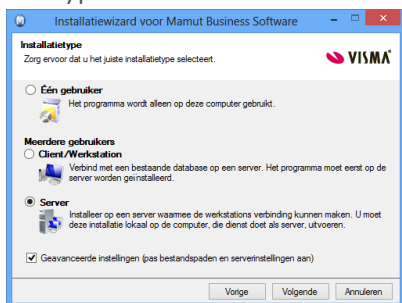 Installatiewizard voor Mamut Business Software
Installatietype
Zorg ervoor dat u het juiste installatietype selecteert.
VISMA
Één gebruiker
Het programma wordt alleen op deze computer gebruikt.
Meerdere gebruikers
Client/Werkstation
Verbind met een bestaande database op een server. Het programma moet eerst op de
server worden geïnstalleerd.
Server
Installeer op een server waarmee de werkstations verbinding kunnen maken. U moet
deze installatie lokaal op de computer, die dienst doet als server, uitvoeren.
Geavanceerde instellingen (pas bestandspaden en serverinstellingen aan)
Vorige
Volgende
Annuleren